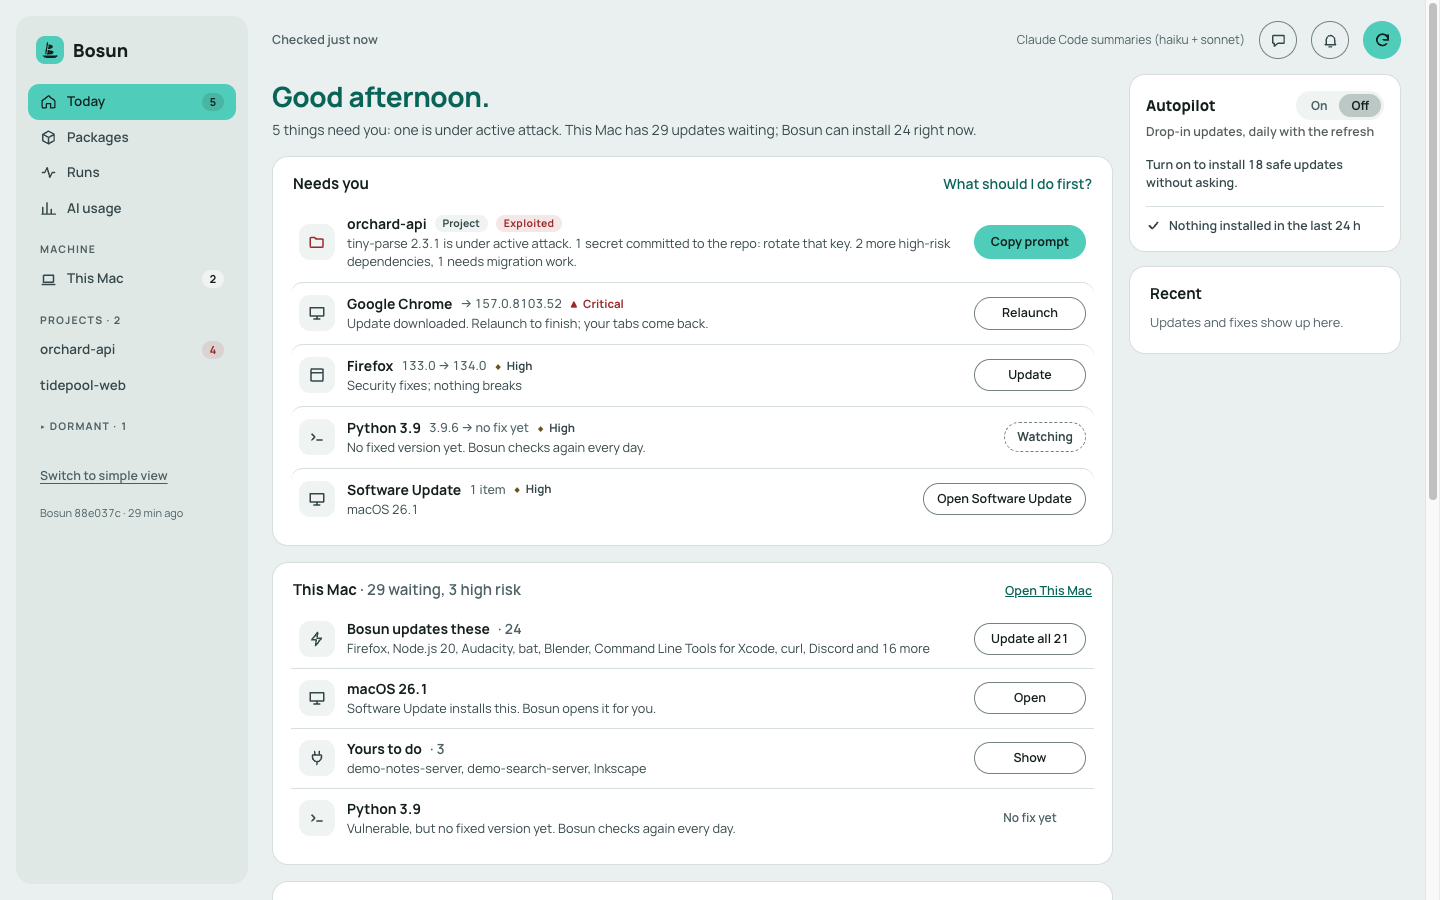 Bosun
Today 5
Packages
Runs
AI usage
MACHINE
This Mac 2
PROJECTS · 2
orchard-api 4
tidepool-web
DORMANT · 1
Switch to simple view
Bosun 88e037c · 29 min ago
Checked just now
Claude Code summaries (haiku + sonnet)
Good afternoon.
5 things need you: one is under active attack. This Mac has 29 updates waiting; Bosun can install 24 right now.
Needs you
What should I do first?
orchard-api Project Exploited
tiny-parse 2.3.1 is under active attack. 1 secret committed to the repo: rotate that key. 2 more high-risk
dependencies, 1 needs migration work.
Copy prompt
Google Chrome → 157.0.8103.52 ▲ Critical
Update downloaded. Relaunch to finish; your tabs come back.
Relaunch
Firefox 133.0 → 134.0 ◆ High
Security fixes; nothing breaks
Update
Python 3.9 3.9.6 → no fix yet ◆ High
No fixed version yet. Bosun checks again every day.
Watching
Software Update 1 item ◆ High
macOS 26.1
Open Software Update
This Mac · 29 waiting, 3 high risk
Open This Mac
Bosun updates these · 24
Firefox, Node.js 20, Audacity, bat, Blender, Command Line Tools for Xcode, curl, Discord and 16 more
Update all 21
macOS 26.1
Software Update installs this. Bosun opens it for you.
Open
Yours to do · 3
demo-notes-server, demo-search-server, Inkscape
Show
Python 3.9
Vulnerable, but no fixed version yet. Bosun checks again every day.
No fix yet
Autopilot
On Off
Drop-in updates, daily with the refresh
Turn on to install 18 safe updates
without asking.
Nothing installed in the last 24 h
Recent
Updates and fixes show up here.